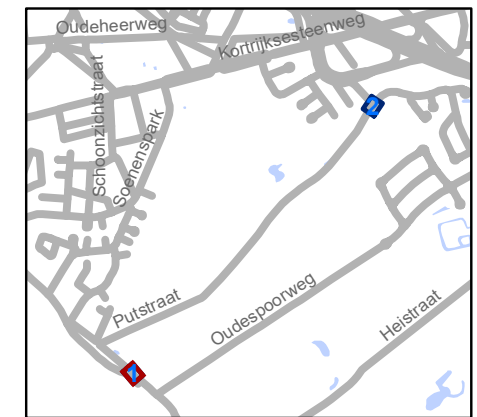 Oudeheerweg
Kortrijksesteenweg
Schoonzichtstraat
Soenenspark
2
Putstraat
Oudespoorweg
Heistraat
1